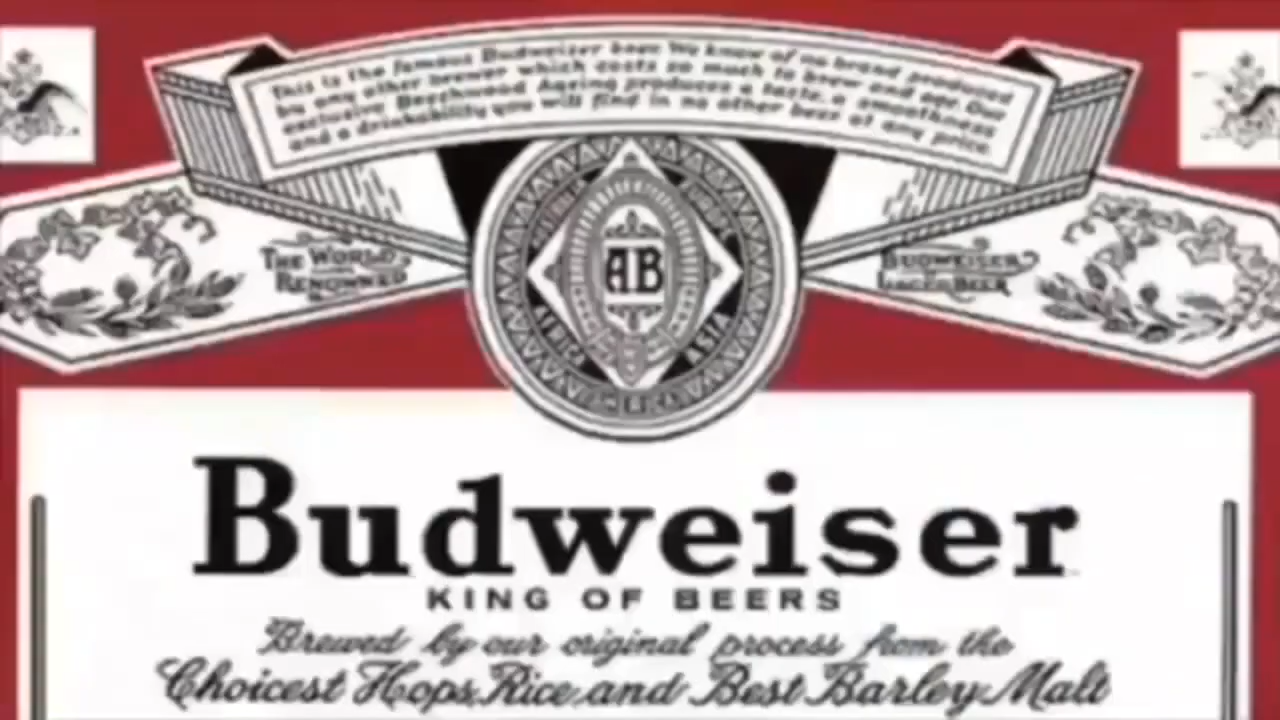 This is the famous Budweiser beer. We know of no brand produced
by any other brewer which costs so much to brew and age. Our
exclusive Beechwood Ageing produces a taste, a smoothness
and a drinkability you will find in no other beer at any price.
THE WORLD
RENOWNED
BUDWEISER
LAGER BEER
AB
AFRICA
ASIA
AMERICA
Budweiser
KING OF BEERS
Brewed by our original process from the
Choicest Hops, Rice and Best Barley Malt